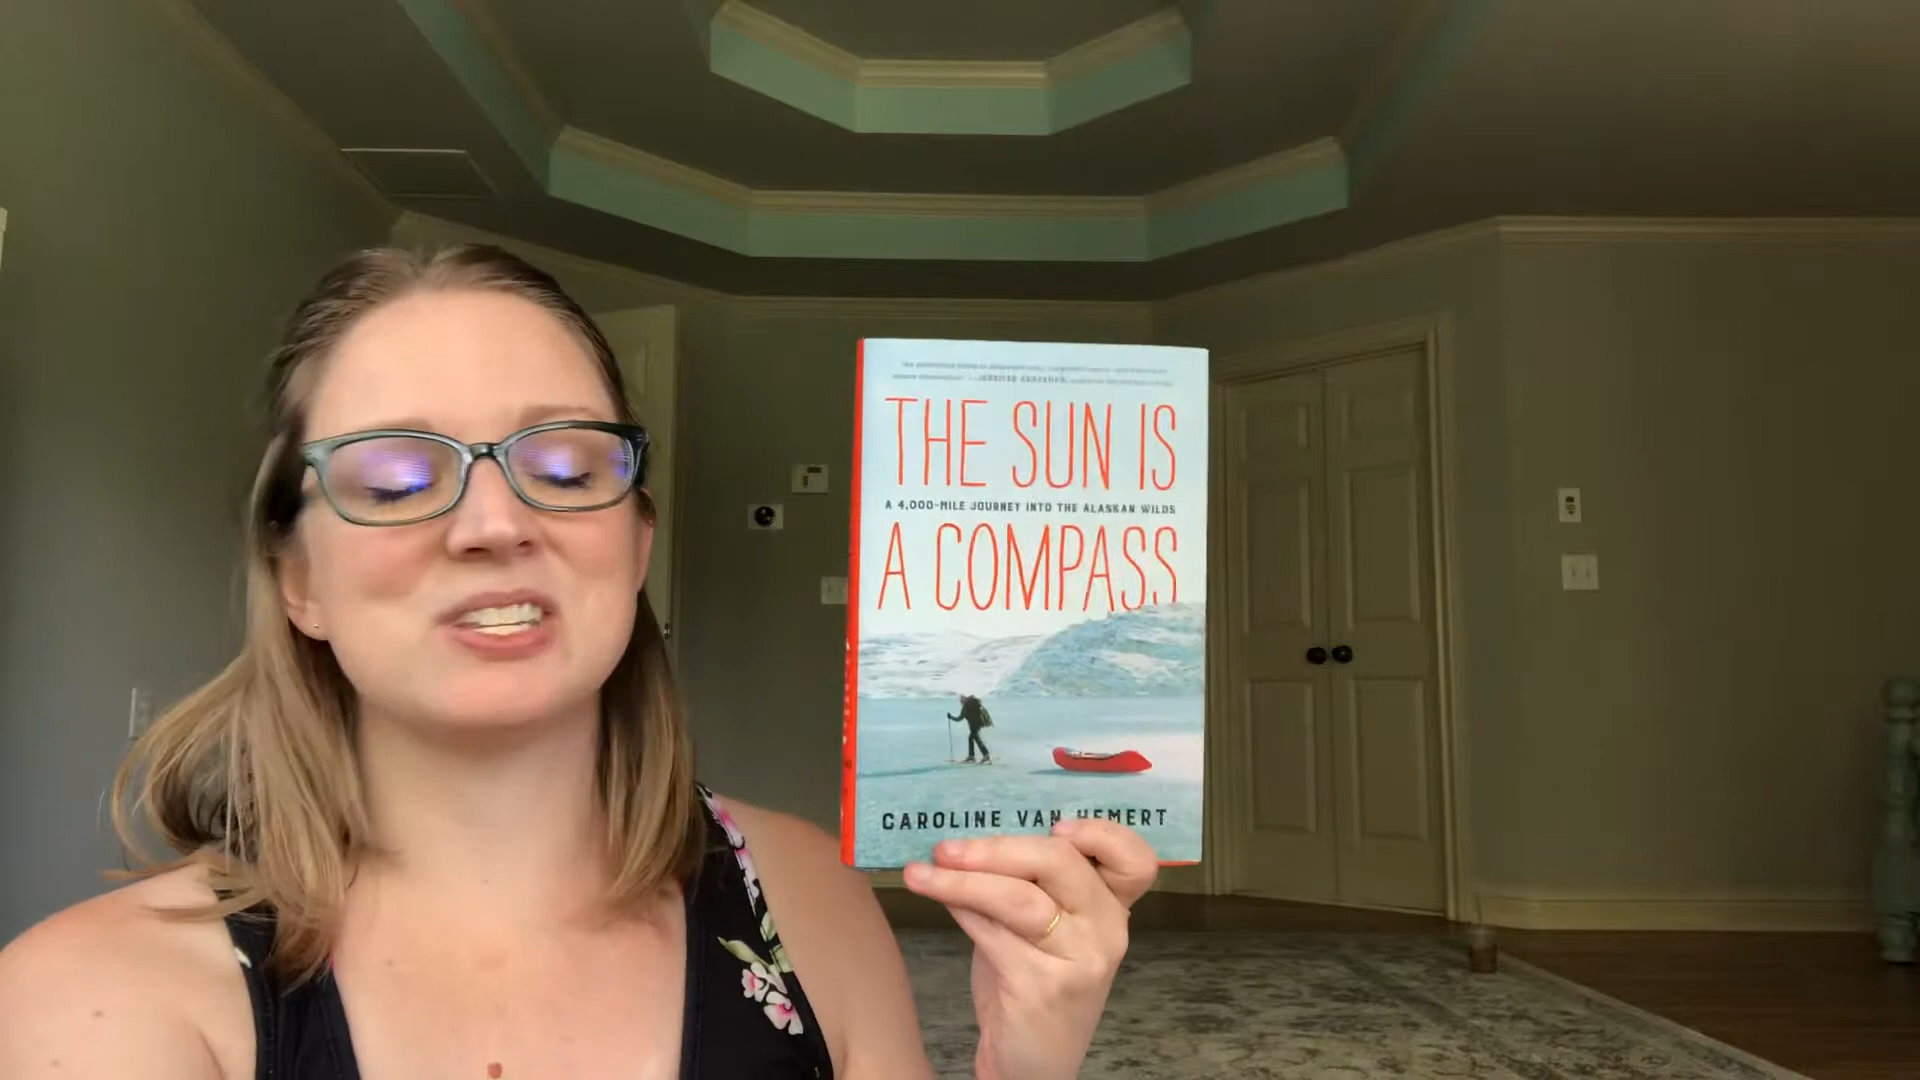 THE SUN IS
A 4,000-MILE JOURNEY INTO THE ALASKAN WILDS
A COMPASS
CAROLINE VAN HEMERT